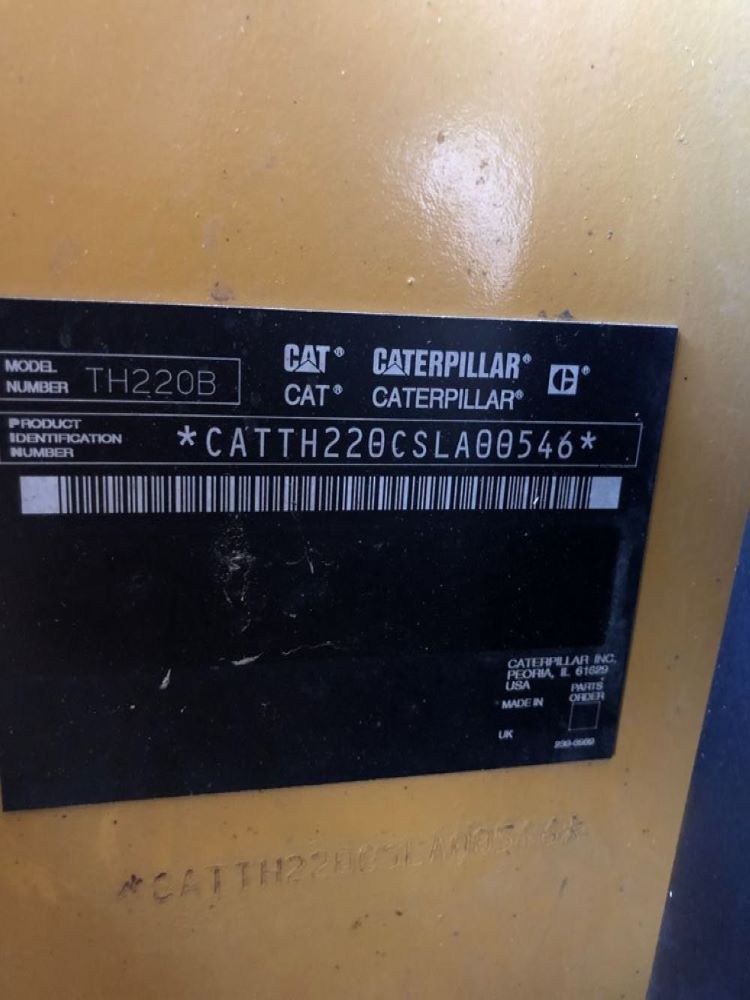 MODEL
NUMBER TH220B
CAT® CATERPILLAR®
CAT® CATERPILLAR®
PRODUCT
IDENTIFICATION
NUMBER
*CATTH220CSLA00546*
CATERPILLAR INC.
PEORIA, IL 61629
USA
PARTS
ORDER
MADE IN
UK
*CATTH220CSLA00546*